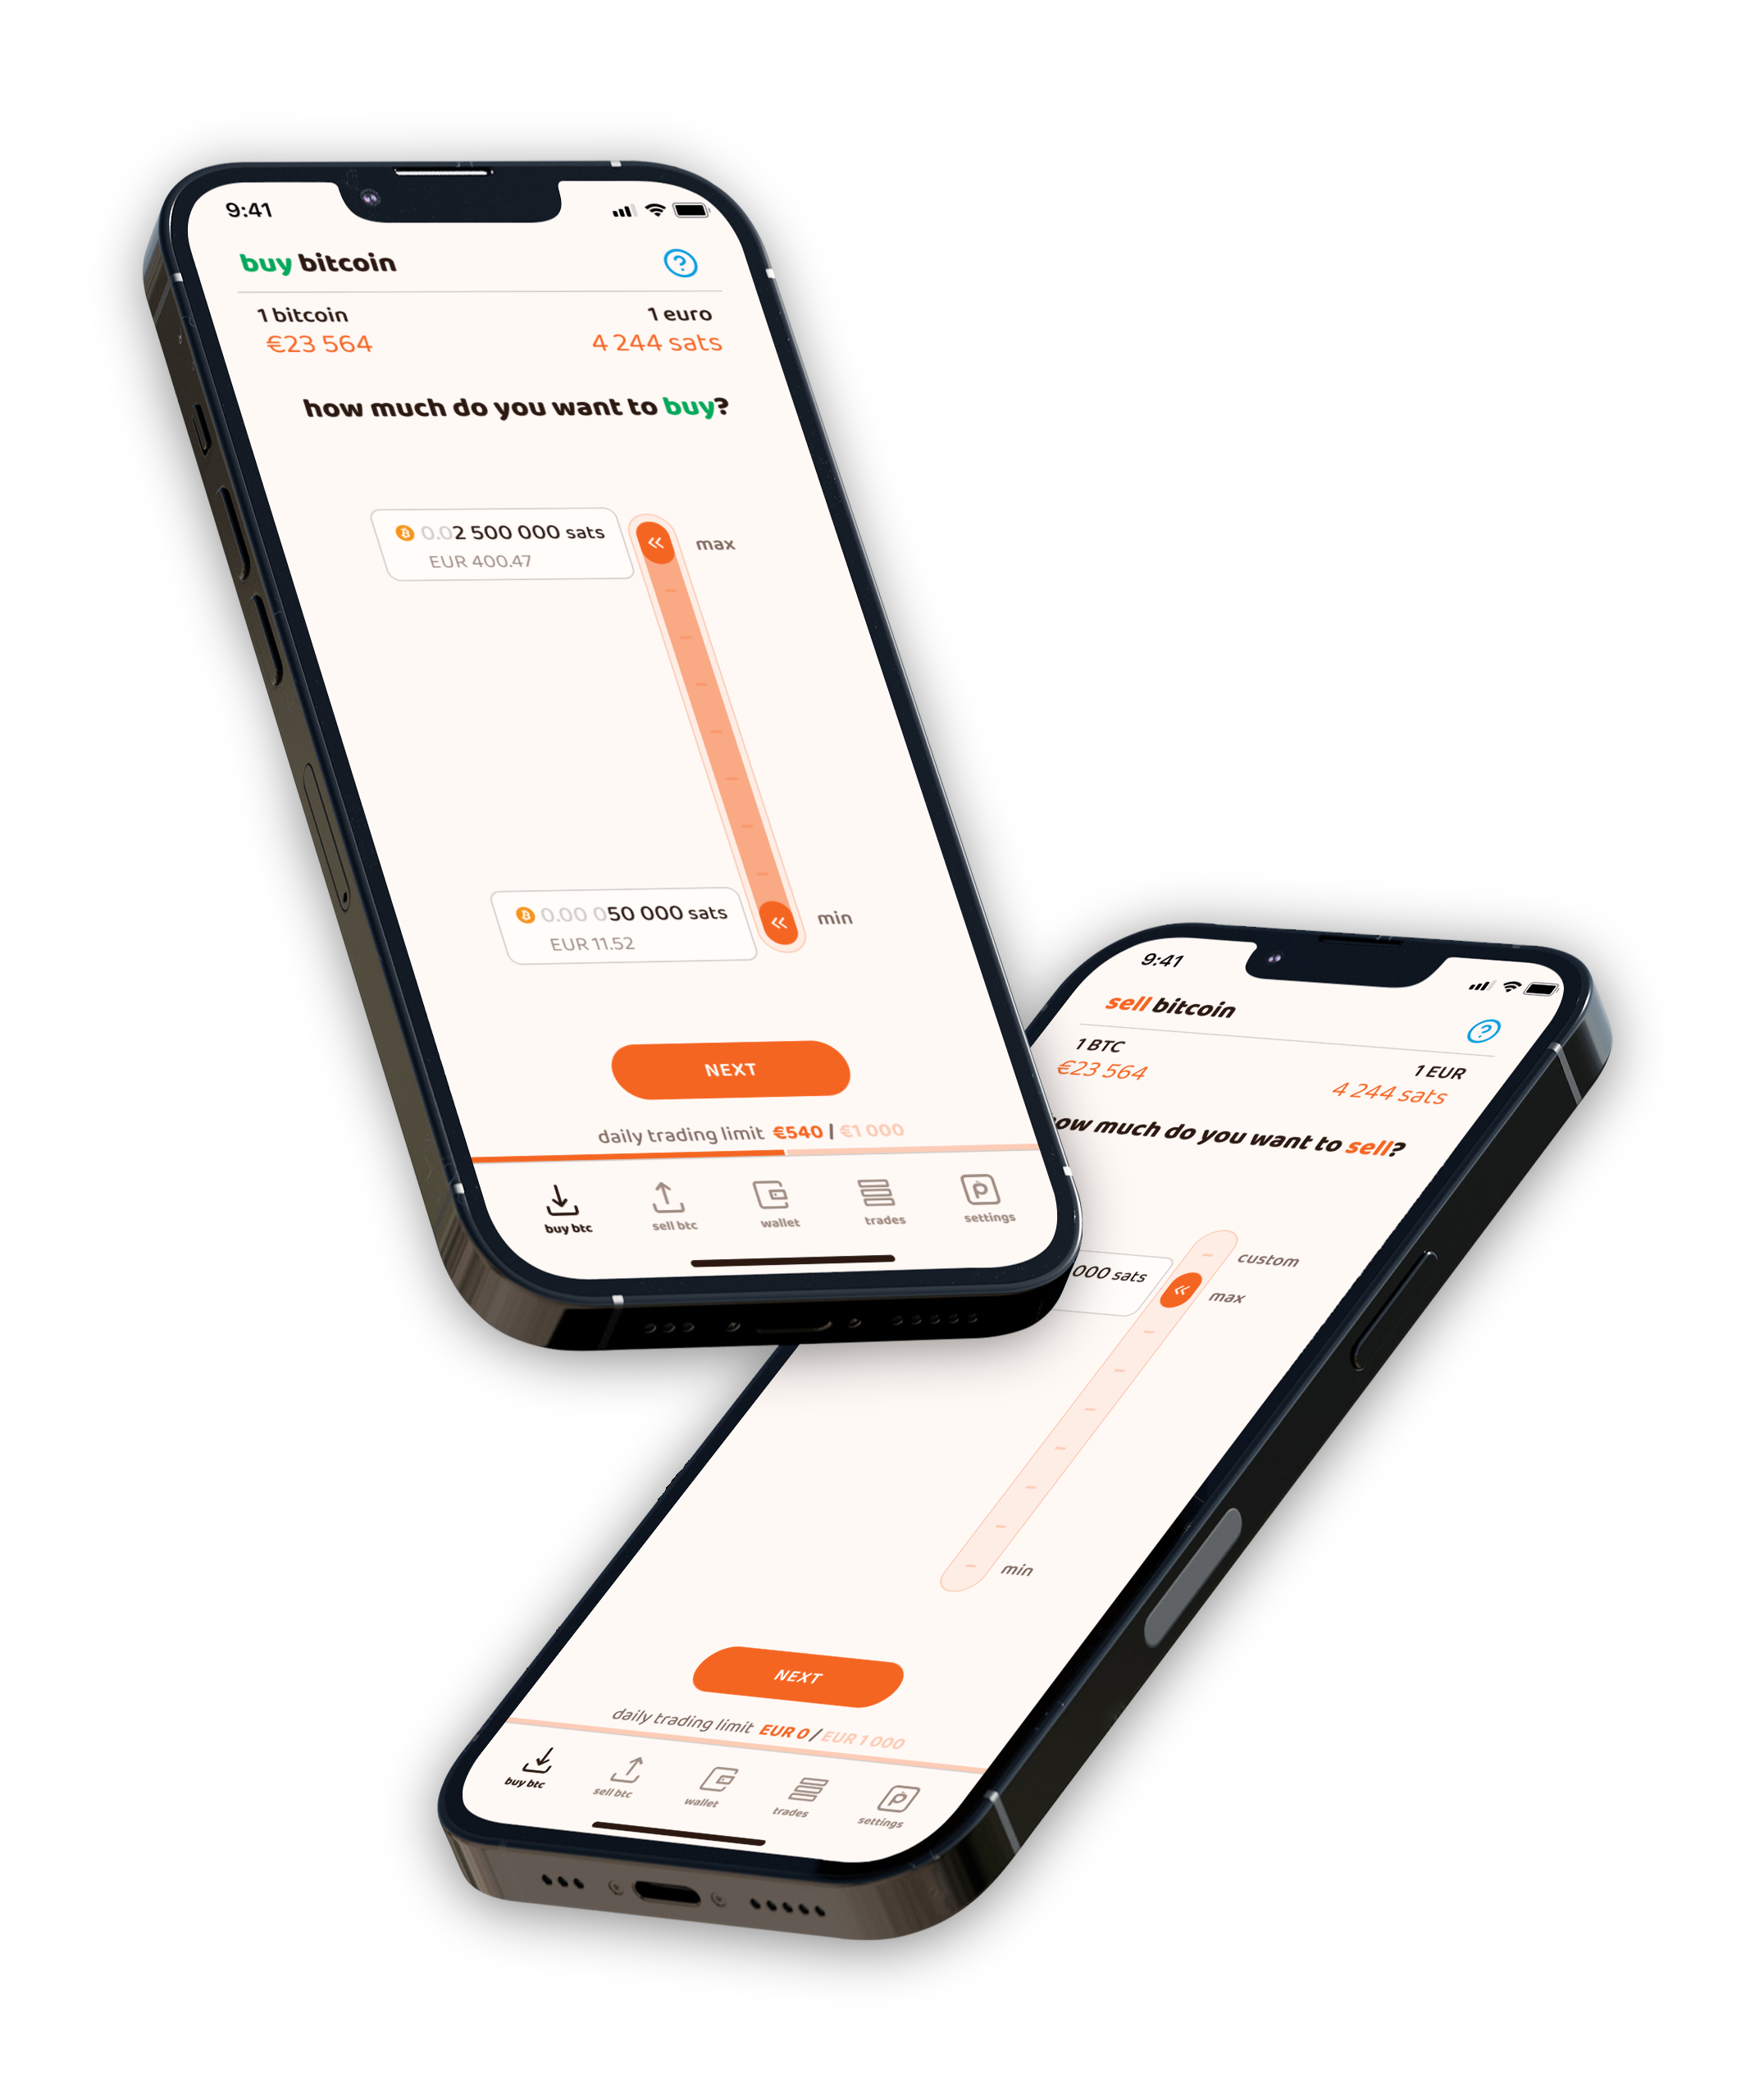 9:41
buy bitcoin
1 bitcoin 1 euro
€23 564 4 244 sats
how much do you want to buy?
0.02 500 000 sats
EUR 400.47
max
0.00 050 000 sats
EUR 11.52
min
NEXT
daily trading limit €540 / €1 000
buy btc sell btc wallet trades settings
9:41
sell bitcoin
1 BTC 1 EUR
€23 564 4 244 sats
how much do you want to sell?
custom
000 sats
max
min
NEXT
daily trading limit EUR 0 / EUR 1 000
buy btc sell btc wallet trades settings